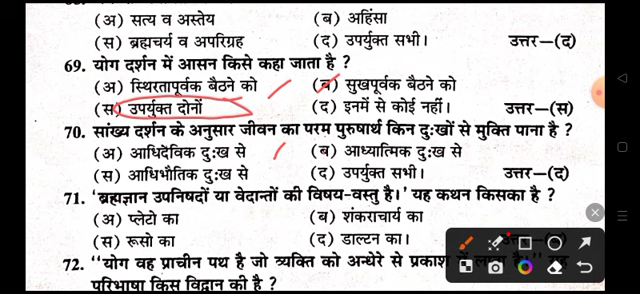 (अ) सत्य व अस्तेय (ब) अहिंसा
(स) ब्रह्मचर्य व अपरिग्रह (द) उपर्युक्त सभी। उत्तर–(द)
69. योग दर्शन में आसन किसे कहा जाता है ?
(अ) स्थिरतापूर्वक बैठने को (ब) सुखपूर्वक बैठने को
(स) उपर्युक्त दोनों (द) इनमें से कोई नहीं। उत्तर–(स)
70. सांख्य दर्शन के अनुसार जीवन का परम पुरुषार्थ किन दुःखों से मुक्ति पाना है ?
(अ) आधिदैविक दुःख से (ब) आध्यात्मिक दुःख से
(स) आधिभौतिक दुःख से (द) उपर्युक्त सभी। उत्तर–(द)
71. 'ब्रह्मज्ञान उपनिषदों या वेदान्तों की विषय-वस्तु है।' यह कथन किसका है ?
(अ) प्लेटो का (ब) शंकराचार्य का
(स) रूसो का (द) डाल्टन का।
72. "योग वह प्राचीन पथ है जो व्यक्ति को अन्धेरे से प्रकाश में
परिभाषा किस विद्वान की है ?